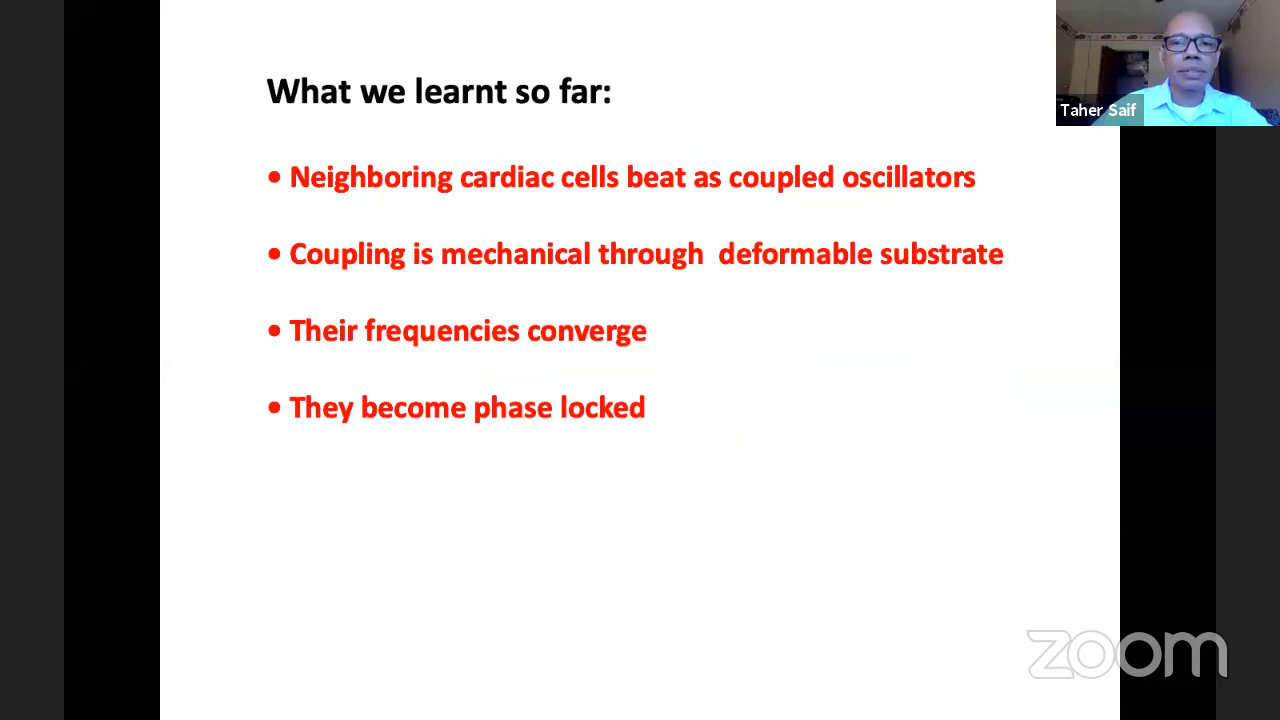 What we learnt so far:
• Neighboring cardiac cells beat as coupled oscillators
• Coupling is mechanical through  deformable substrate
• Their frequencies converge
• They become phase locked
Taher Saif
zoom